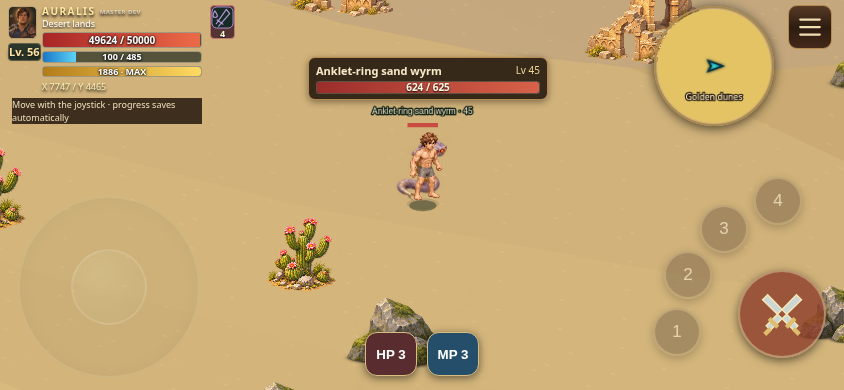 AURALIS MASTER DEV
Desert lands
49624 / 50000
Lv. 56
100 / 485
1886 · MAX
X 7747 / Y 4465
Move with the joystick · progress saves
automatically
4
Anklet-ring sand wyrm Lv 45
624 / 625
Anklet-ring sand wyrm · 45
Golden dunes
4
3
2
1
HP 3
MP 3